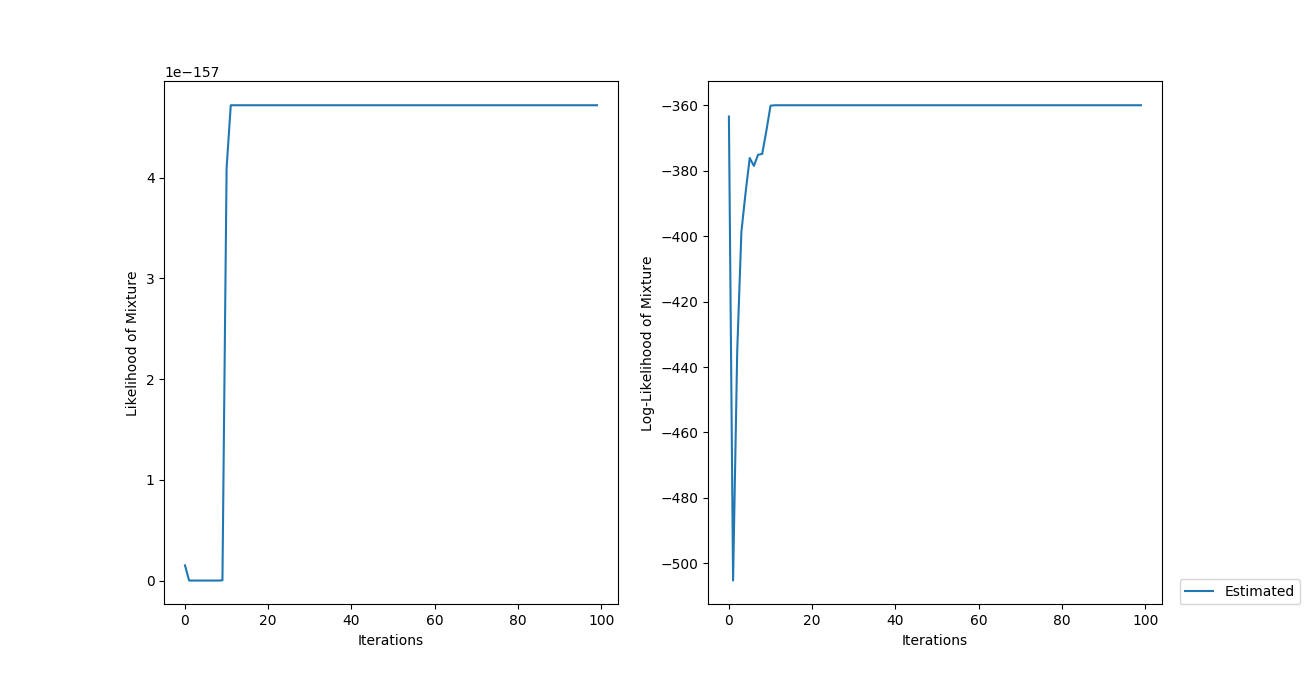 1e−157
4
3
2
1
0
Likelihood of Mixture
0 20 40 60 80 100
Iterations
−360
−380
−400
−420
−440
−460
−480
−500
Log-Likelihood of Mixture
0 20 40 60 80 100
Iterations
Estimated